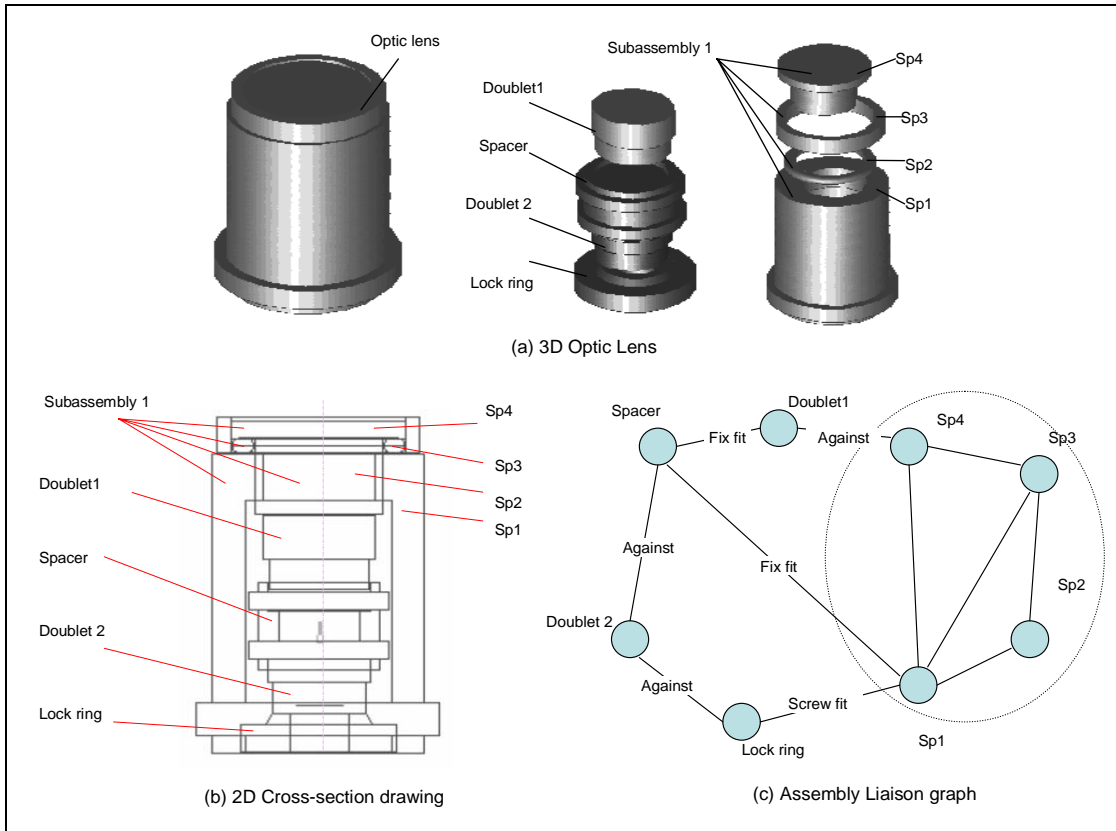 Optic lens
Doublet1
Spacer
Doublet 2
Lock ring
Subassembly 1
Sp4
Sp3
Sp2
Sp1
(a) 3D Optic Lens
Subassembly 1
Doublet1
Spacer
Doublet 2
Lock ring
Sp4
Sp3
Sp2
Sp1
(b) 2D Cross-section drawing
Spacer
Fix fit
Doublet1
Against
Sp4
Sp3
Against
Fix fit
Sp2
Doublet 2
Against
Screw fit
Lock ring
Sp1
(c) Assembly Liaison graph